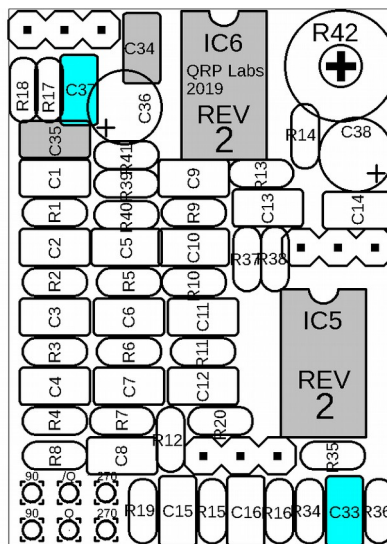 C34
IC6
QRP Labs
2019
REV
2
R42
R18
R17
C37
C36
R14
C38
C35
R41
C1
R39
C9
R13
R1
R40
R9
C13
C14
C2
C5
C10
R37
R38
R2
R5
R10
C3
C6
C11
IC5
R3
R6
R11
C4
C7
C12
REV
2
R4
R7
R20
R12
R8
C8
R35
90
/Q
270
90
Q
270
R19
C15
R15
C16
R16
R34
C33
R36